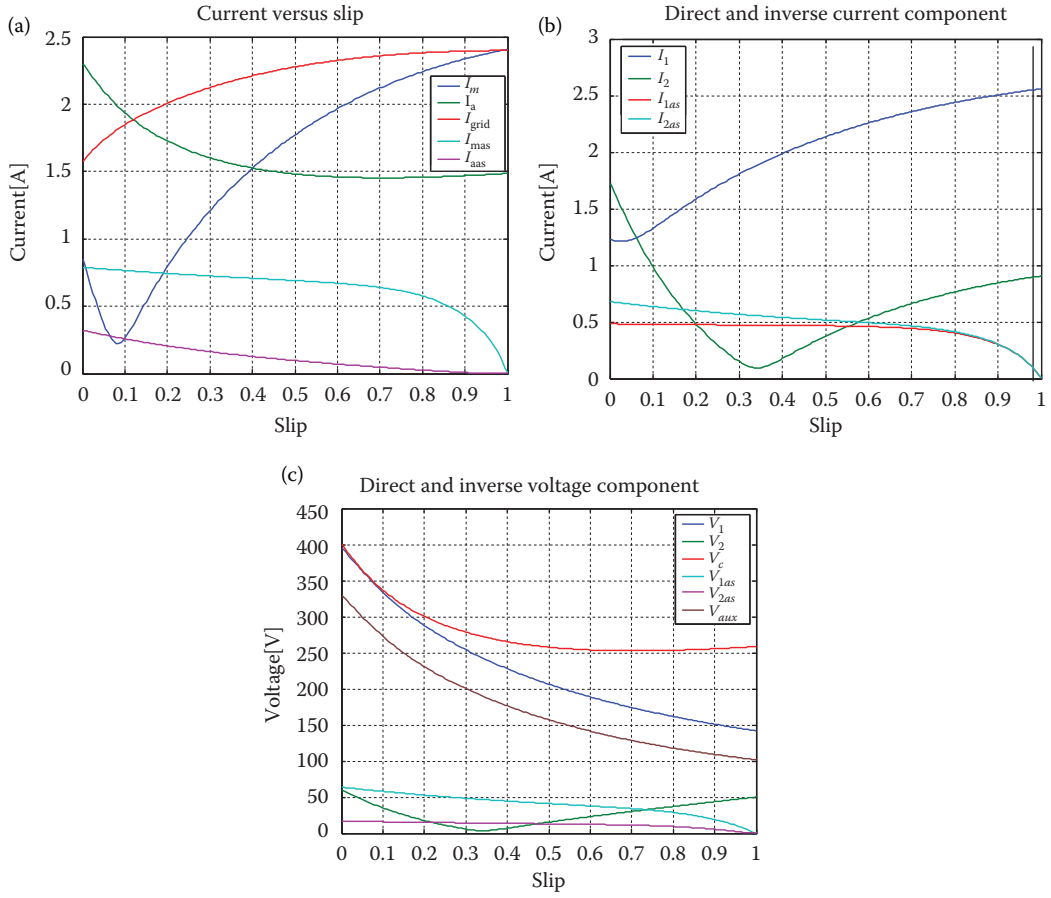 (a)
Current versus slip
2.5
2
1.5
1
0.5
0
Current[A]
I_m
I_a
I_grid
I_mas
I_aas
0 0.1 0.2 0.3 0.4 0.5 0.6 0.7 0.8 0.9 1
Slip
(b)
Direct and inverse current component
3
2.5
2
1.5
1
0.5
0
Current[A]
I_1
I_2
I_1as
I_2as
0 0.1 0.2 0.3 0.4 0.5 0.6 0.7 0.8 0.9 1
Slip
(c)
Direct and inverse voltage component
450
400
350
300
250
200
150
100
50
0
Voltage[V]
V_1
V_2
V_c
V_1as
V_2as
V_aux
0 0.1 0.2 0.3 0.4 0.5 0.6 0.7 0.8 0.9 1
Slip